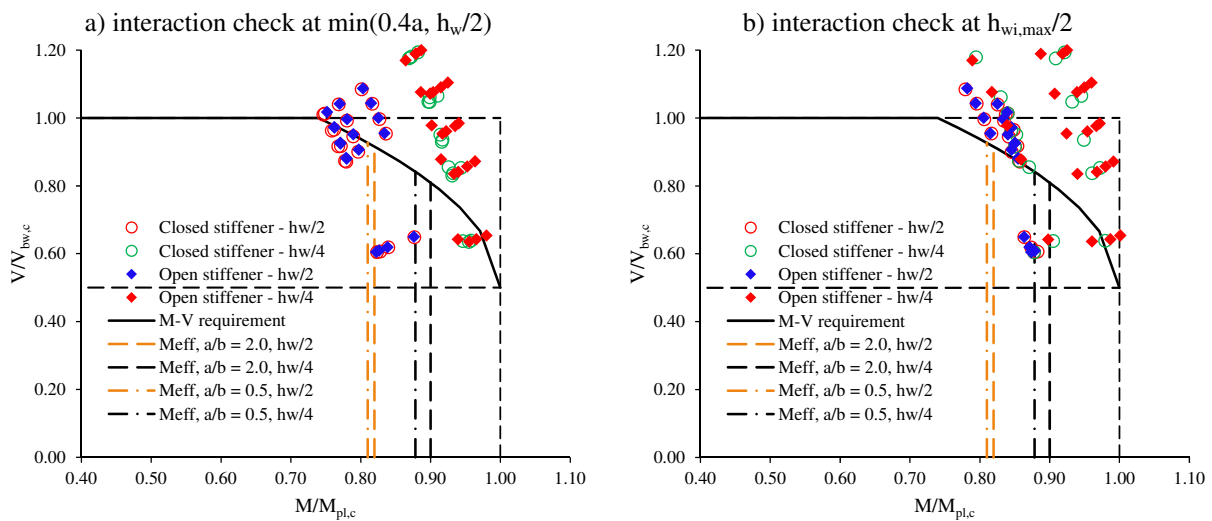 a) interaction check at min(0.4a, h_w/2)
1.20
1.00
0.80
0.60
0.40
0.20
0.00
V/V_bw,c
Closed stiffener - hw/2
Closed stiffener - hw/4
Open stiffener - hw/2
Open stiffener - hw/4
M-V requirement
Meff, a/b = 2.0, hw/2
Meff, a/b = 2.0, hw/4
Meff, a/b = 0.5, hw/2
Meff, a/b = 0.5, hw/4
0.40 0.50 0.60 0.70 0.80 0.90 1.00 1.10
M/M_pl,c
b) interaction check at h_wi,max/2
1.20
1.00
0.80
0.60
0.40
0.20
0.00
V/V_bw,c
Closed stiffener - hw/2
Closed stiffener - hw/4
Open stiffener - hw/2
Open stiffener - hw/4
M-V requirement
Meff, a/b = 2.0, hw/2
Meff, a/b = 2.0, hw/4
Meff, a/b = 0.5, hw/2
Meff, a/b = 0.5, hw/4
0.40 0.50 0.60 0.70 0.80 0.90 1.00 1.10
M/M_pl,c